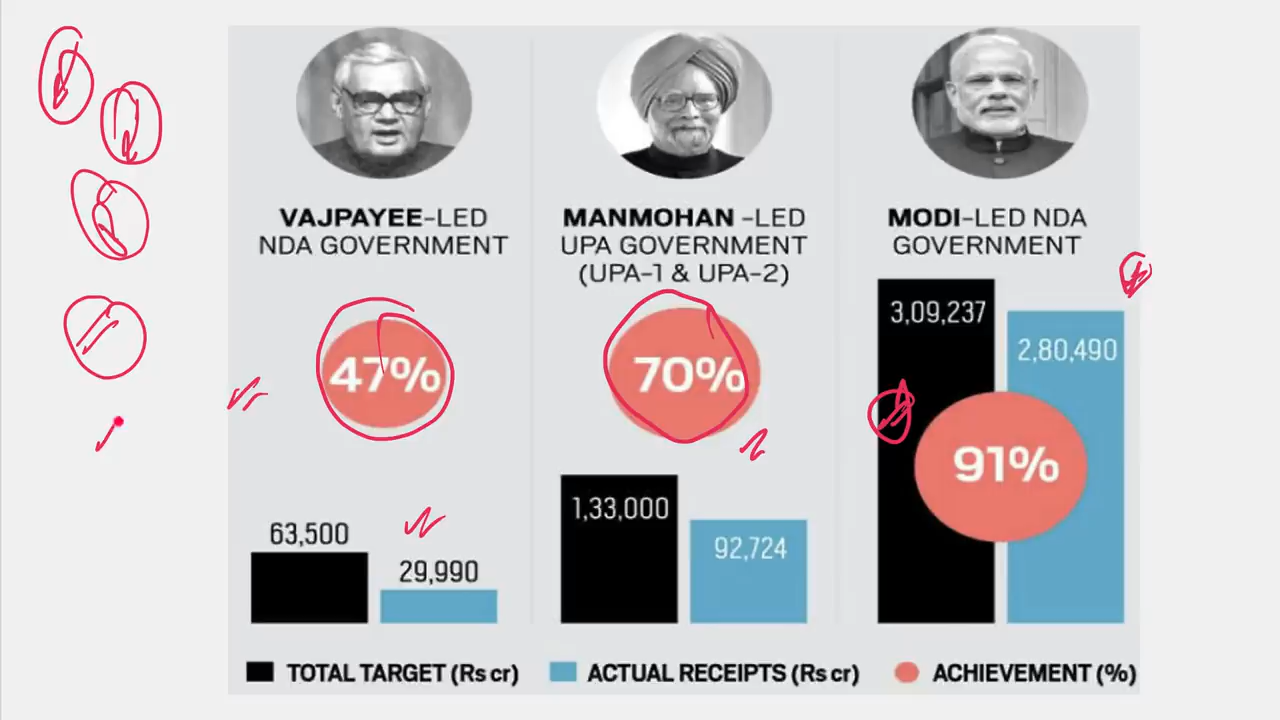 VAJPAYEE-LED
NDA GOVERNMENT
47%
63,500
29,990
MANMOHAN -LED
UPA GOVERNMENT
(UPA-1 & UPA-2)
70%
1,33,000
92,724
MODI-LED NDA
GOVERNMENT
3,09,237
2,80,490
91%
TOTAL TARGET (Rs cr)
ACTUAL RECEIPTS (Rs cr)
ACHIEVEMENT (%)